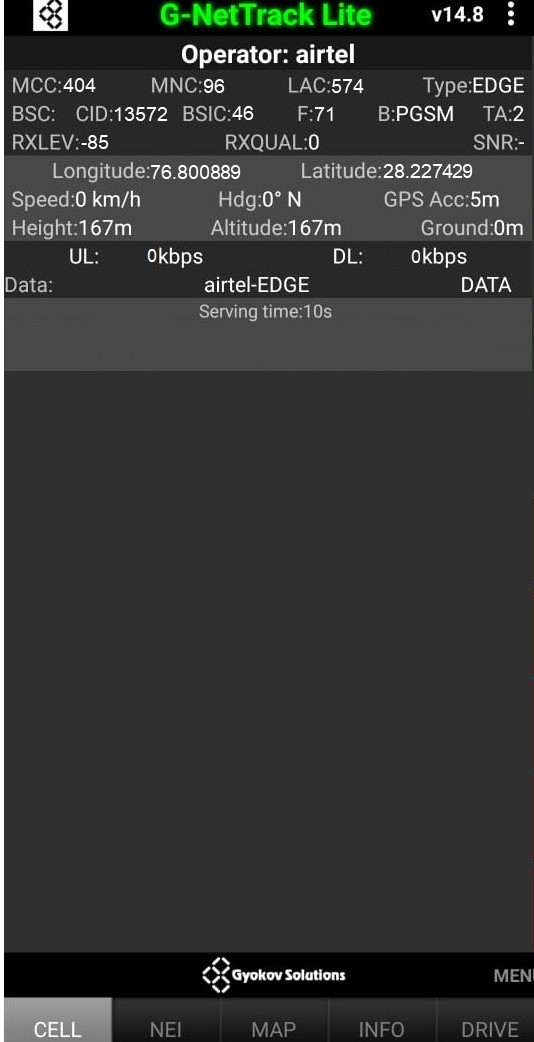 G-NetTrack Lite v14.8
Operator: airtel
MCC:404 MNC:96 LAC:574 Type:EDGE
BSC: CID:13572 BSIC:46 F:71 B:PGSM TA:2
RXLEV:-85 RXQUAL:0 SNR:-
Longitude:76.800889 Latitude:28.227429
Speed:0 km/h Hdg:0° N GPS Acc:5m
Height:167m Altitude:167m Ground:0m
UL: 0kbps DL: 0kbps
Data: airtel-EDGE DATA
Serving time:10s
Gyokov Solutions MEN
CELL NEI MAP INFO DRIVE